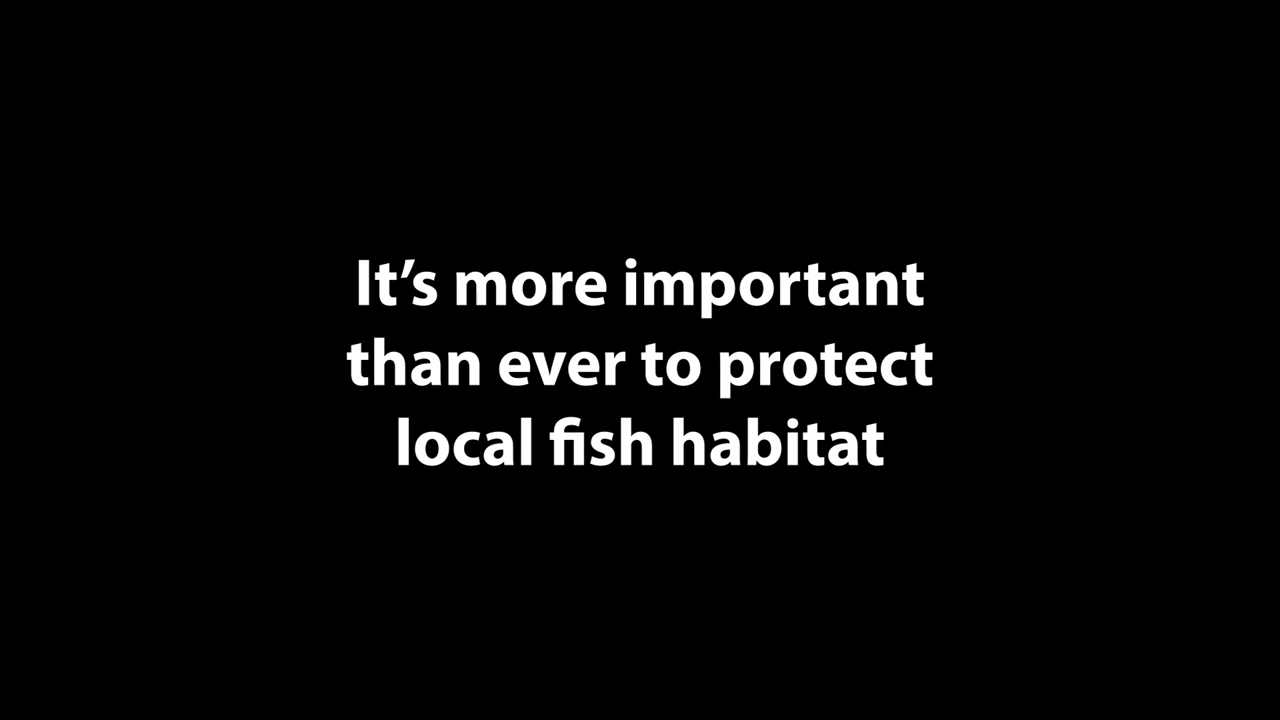 It’s more important
than ever to protect
local fish habitat